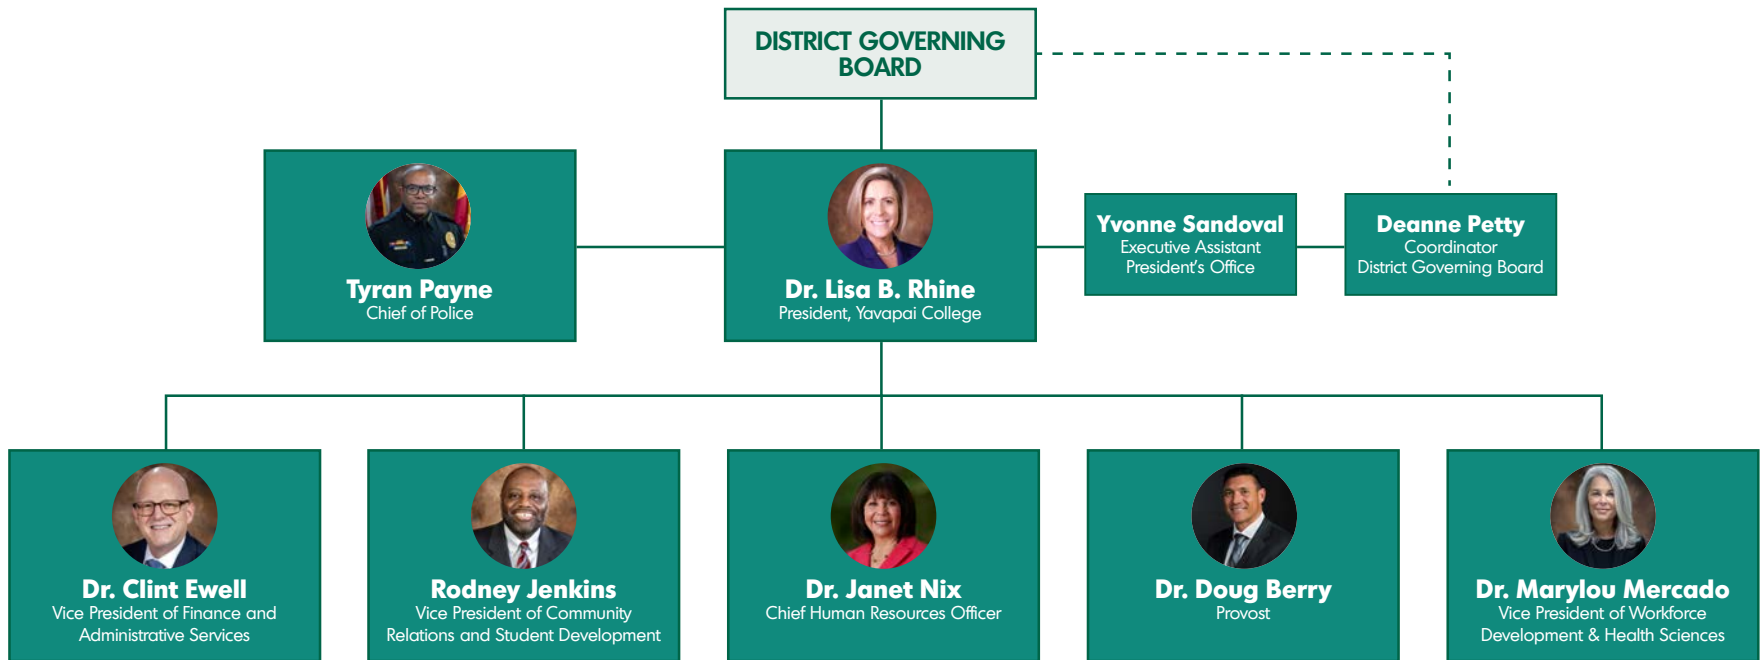 DISTRICT GOVERNING
BOARD
Tyran Payne
Chief of Police
Dr. Lisa B. Rhine
President, Yavapai College
Yvonne Sandoval
Executive Assistant
President’s Office
Deanne Petty
Coordinator
District Governing Board
Dr. Clint Ewell
Vice President of Finance and
Administrative Services
Rodney Jenkins
Vice President of Community
Relations and Student Development
Dr. Janet Nix
Chief Human Resources Officer
Dr. Doug Berry
Provost
Dr. Marylou Mercado
Vice President of Workforce
Development & Health Sciences